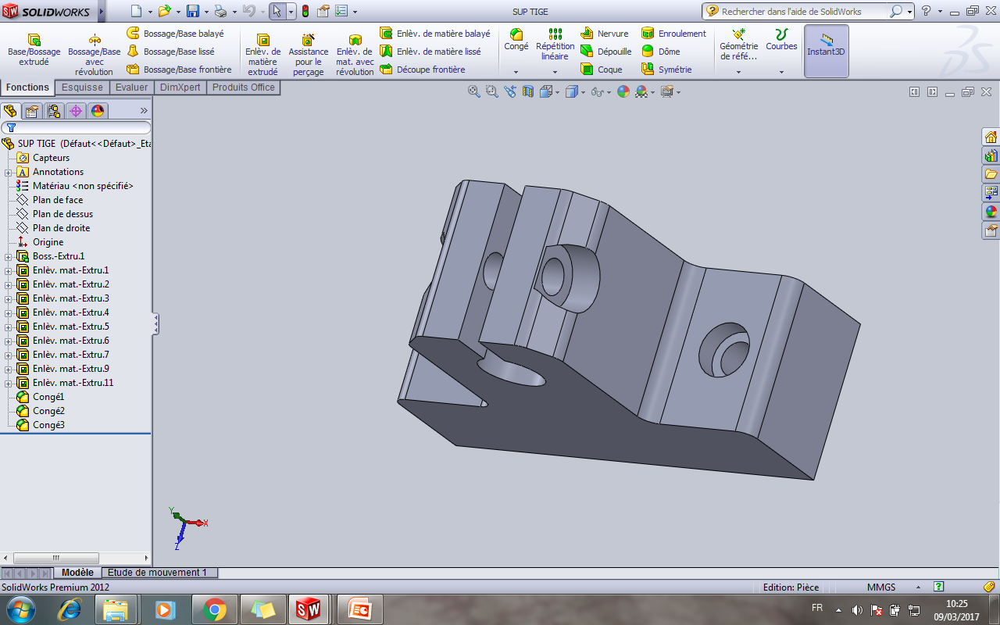 SOLIDWORKS
SUP TIGE
Rechercher dans l'aide de SolidWorks
Base/Bossage
extrudé
Bossage/Base
avec
révolution
Bossage/Base balayé
Bossage/Base lissé
Bossage/Base frontière
Enlèv. de
matière
extrudé
Assistance
pour le
perçage
Enlèv. de
mat. avec
révolution
Enlèv. de matière balayé
Enlèv. de matière lissé
Découpe frontière
Congé
Répétition
linéaire
Nervure
Dépouille
Coque
Enroulement
Dôme
Symétrie
Géométrie
de réfé...
Courbes
Instant3D
Fonctions
Esquisse
Evaluer
DimXpert
Produits Office
SUP TIGE (Défaut<<Défaut>_Eta
Capteurs
Annotations
Matériau <non spécifié>
Plan de face
Plan de dessus
Plan de droite
Origine
Boss.-Extru.1
Enlèv. mat.-Extru.1
Enlèv. mat.-Extru.2
Enlèv. mat.-Extru.3
Enlèv. mat.-Extru.4
Enlèv. mat.-Extru.5
Enlèv. mat.-Extru.6
Enlèv. mat.-Extru.7
Enlèv. mat.-Extru.9
Enlèv. mat.-Extru.11
Congé1
Congé2
Congé3
Y
X
Z
Modèle
Etude de mouvement 1
SolidWorks Premium 2012
Edition: Pièce
MMGS
FR
10:25
09/03/2017